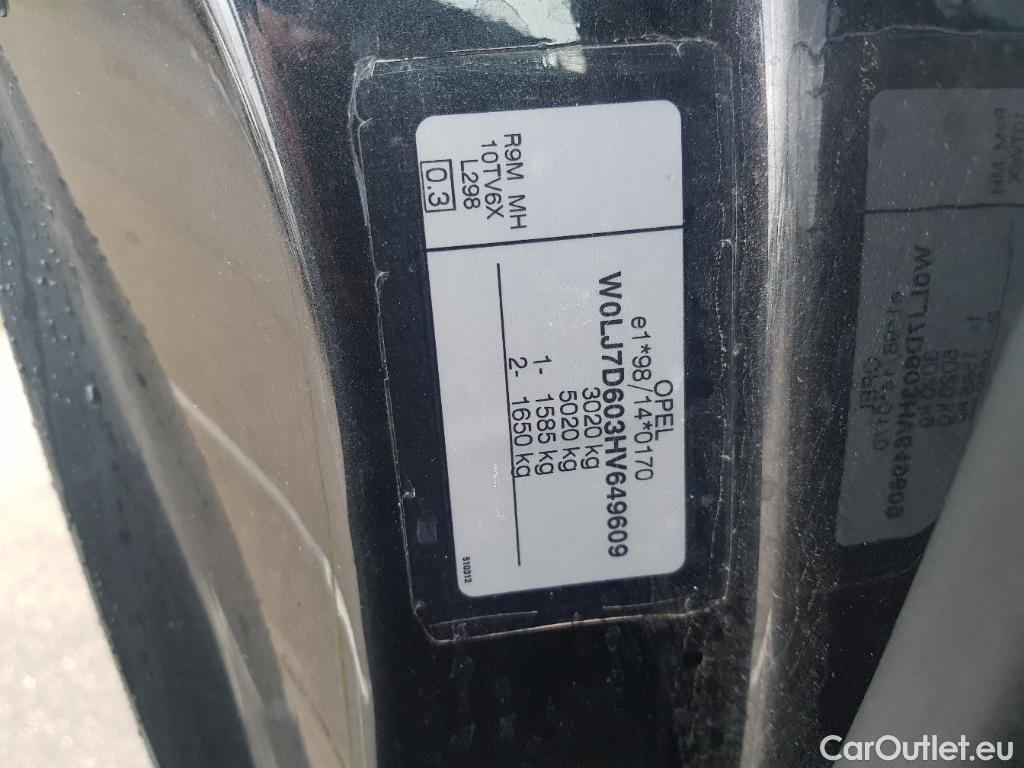 OPEL
e1*98/14*0170
W0LJ7D603HV649609
3020 kg
5020 kg
1- 1585 kg
2- 1650 kg
R9M MH
10TV6X
L298
0.3
510312
CarOutlet.eu